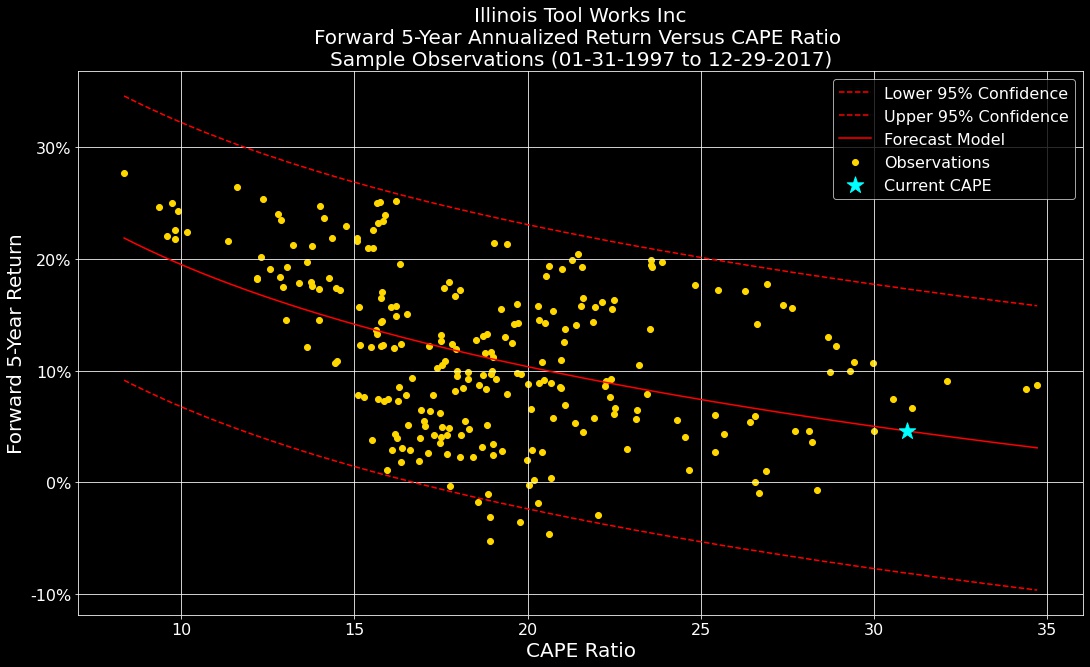 Illinois Tool Works Inc
Forward 5-Year Annualized Return Versus CAPE Ratio
Sample Observations (01-31-1997 to 12-29-2017)
Lower 95% Confidence
Upper 95% Confidence
Forecast Model
Observations
Current CAPE
Forward 5-Year Return
30%
20%
10%
0%
-10%
10
15
20
25
30
35
CAPE Ratio